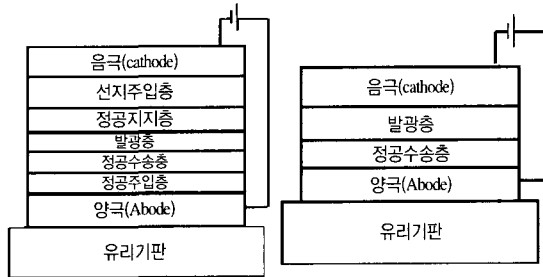 음극(cathode)
선지주입층
정공지지층
발광층
정공수송층
정공주입층
양극(Abode)
유리기판
음극(cathode)
발광층
정공수송층
양극(Abode)
유리기판